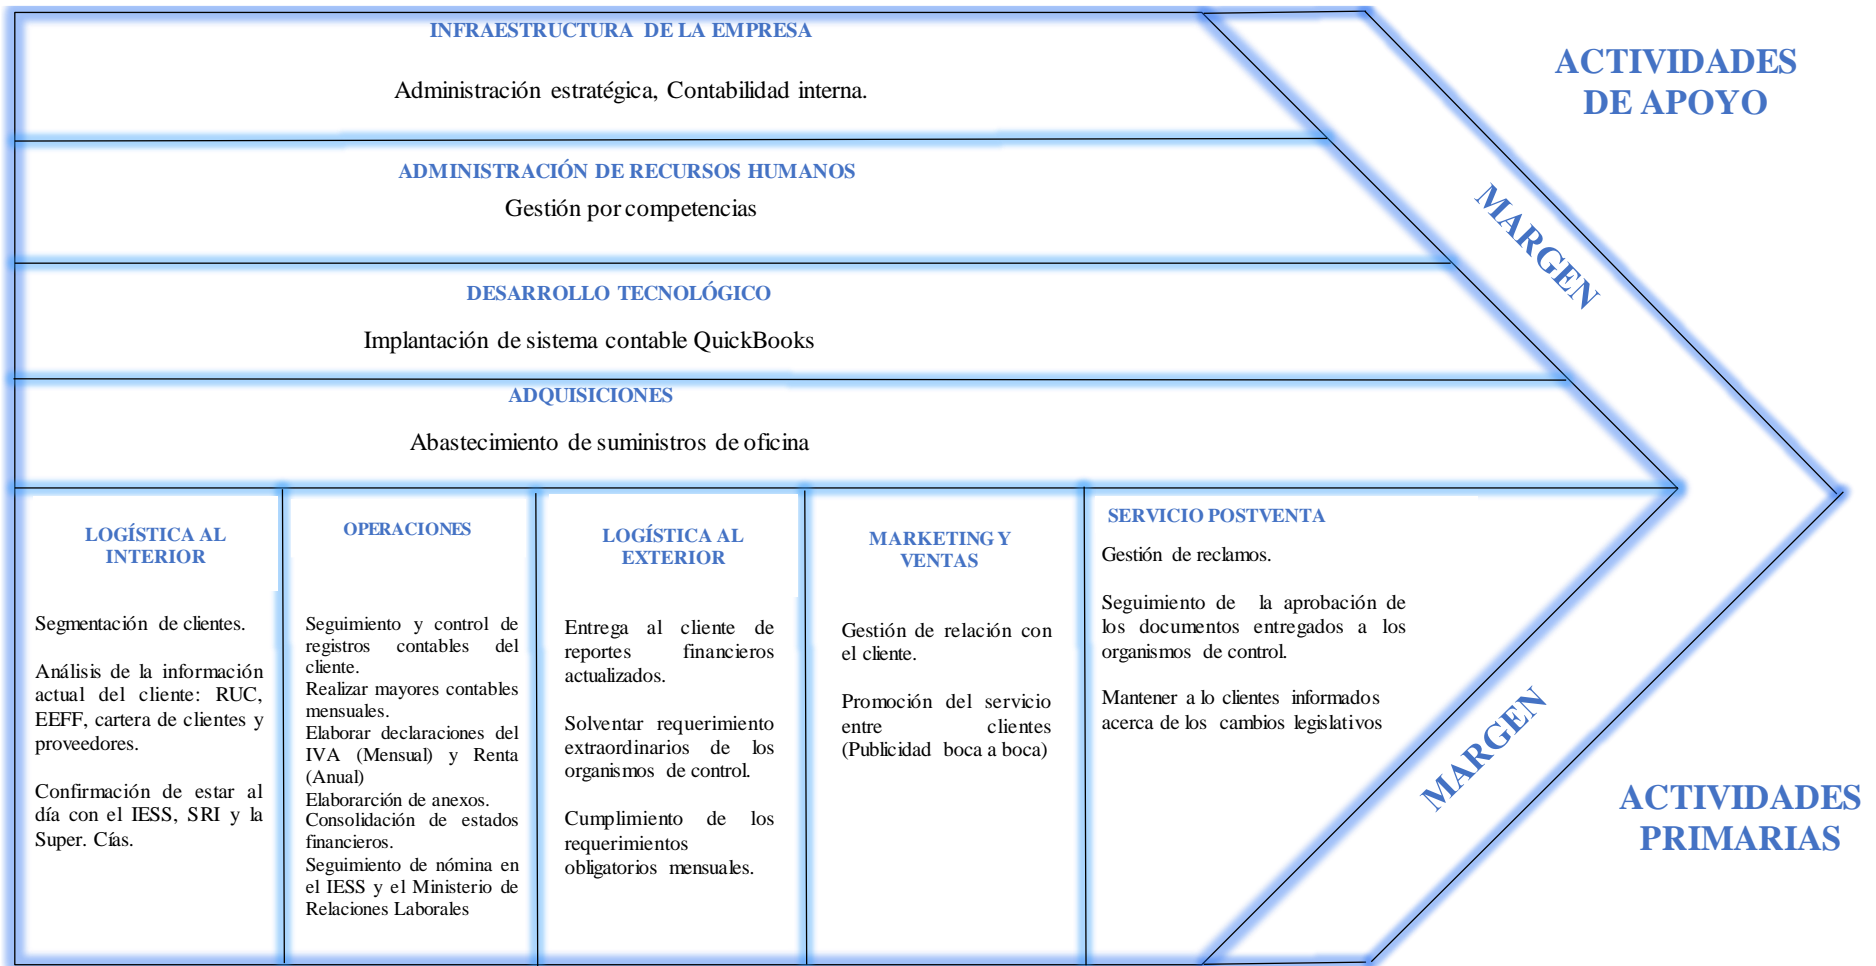 INFRAESTRUCTURA DE LA EMPRESA
Administración estratégica, Contabilidad interna.
ACTIVIDADES
DE APOYO
ADMINISTRACIÓN DE RECURSOS HUMANOS
Gestión por competencias
MARGEN
DESARROLLO TECNOLÓGICO
Implantación de sistema contable QuickBooks
ADQUISICIONES
Abastecimiento de suministros de oficina
LOGÍSTICA AL
INTERIOR
Segmentación de clientes.
Análisis de la información
actual del cliente: RUC,
EEFF, cartera de clientes y
proveedores.
Confirmación de estar al
día con el IESS, SRI y la
Super. Cías.
OPERACIONES
Seguimiento y control de
registros contables del
cliente.
Realizar mayores contables
mensuales.
Elaborar declaraciones del
IVA (Mensual) y Renta
(Anual)
Elaborarción de anexos.
Consolidación de estados
financieros.
Seguimiento de nómina en
el IESS y el Ministerio de
Relaciones Laborales
LOGÍSTICA AL
EXTERIOR
Entrega al cliente de
reportes financieros
actualizados.
Solventar requerimiento
extraordinarios de los
organismos de control.
Cumplimiento de los
requerimientos
obligatorios mensuales.
MARKETING Y
VENTAS
Gestión de relación con
el cliente.
Promoción del servicio
entre clientes
(Publicidad boca a boca)
SERVICIO POSTVENTA
Gestión de reclamos.
Seguimiento de la aprobación de
los documentos entregados a los
organismos de control.
Mantener a lo clientes informados
acerca de los cambios legislativos
MARGEN
ACTIVIDADES
PRIMARIAS